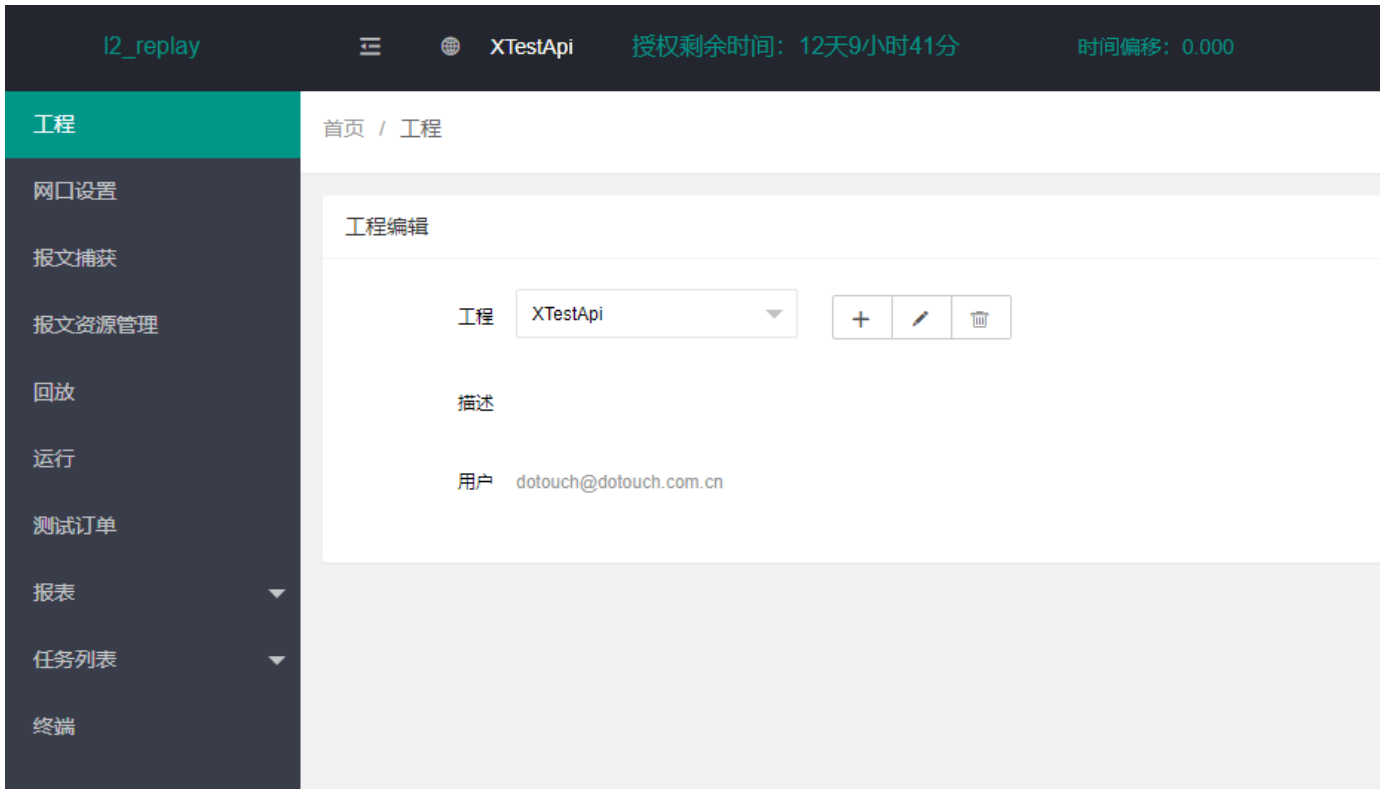 l2_replay XTestApi 授权剩余时间：12天9小时41分 时间偏移：0.000
工程
首页 / 工程
网口设置
工程编辑
报文捕获
工程 XTestApi
报文资源管理
回放
描述
运行
用户 dotouch@dotouch.com.cn
测试订单
报表
任务列表
终端